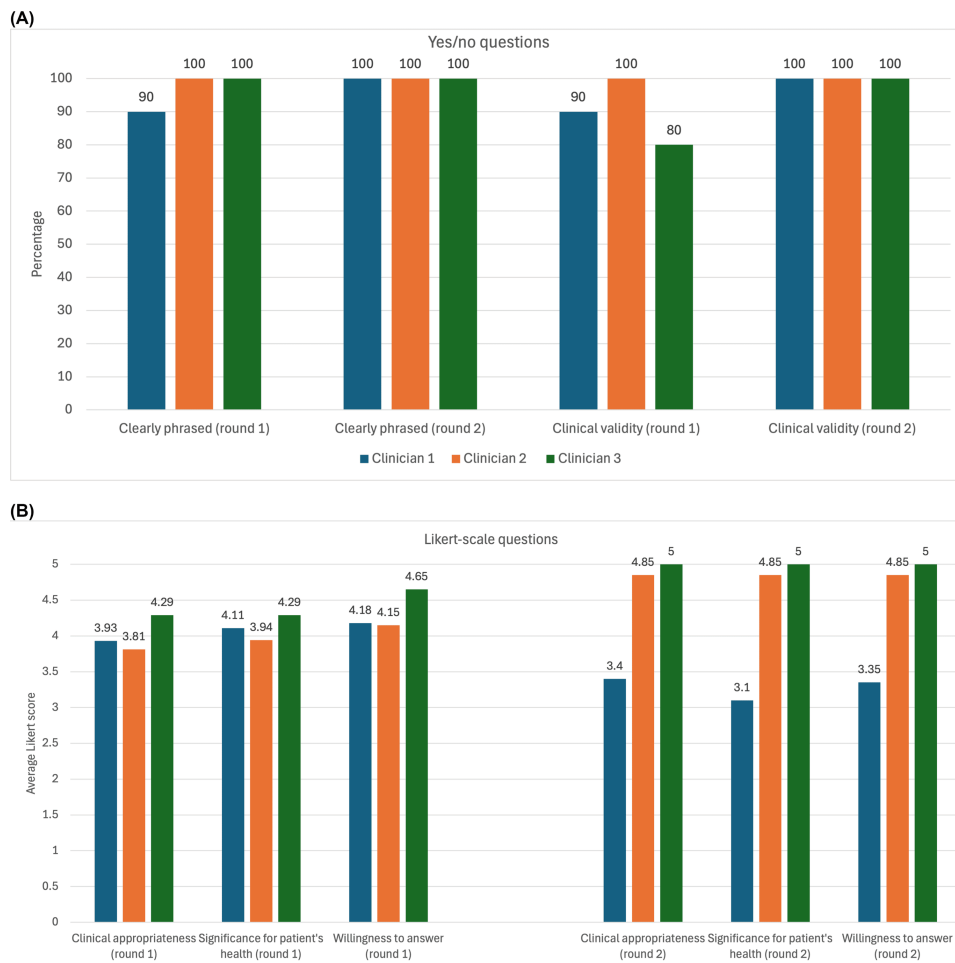 (A)
Yes/no questions
100 100 100 100 100 100 100 100 100
90 90
80
100
90
80
70
60
50
40
30
20
10
0
Percentage
Clearly phrased (round 1) Clearly phrased (round 2) Clinical validity (round 1) Clinical validity (round 2)
Clinician 1 Clinician 2 Clinician 3
(B)
Likert-scale questions
5
4.5
4
3.5
3
2.5
2
1.5
1
0.5
0
Average Likert score
3.93 3.81 4.29 4.11 3.94 4.29 4.18 4.15 4.65 3.4 4.85 5 3.1 4.85 5 3.35 4.85 5
Clinical appropriateness Significance for patient's Willingness to answer Clinical appropriateness Significance for patient's Willingness to answer
(round 1) health (round 1) (round 1) (round 2) health (round 2) (round 2)